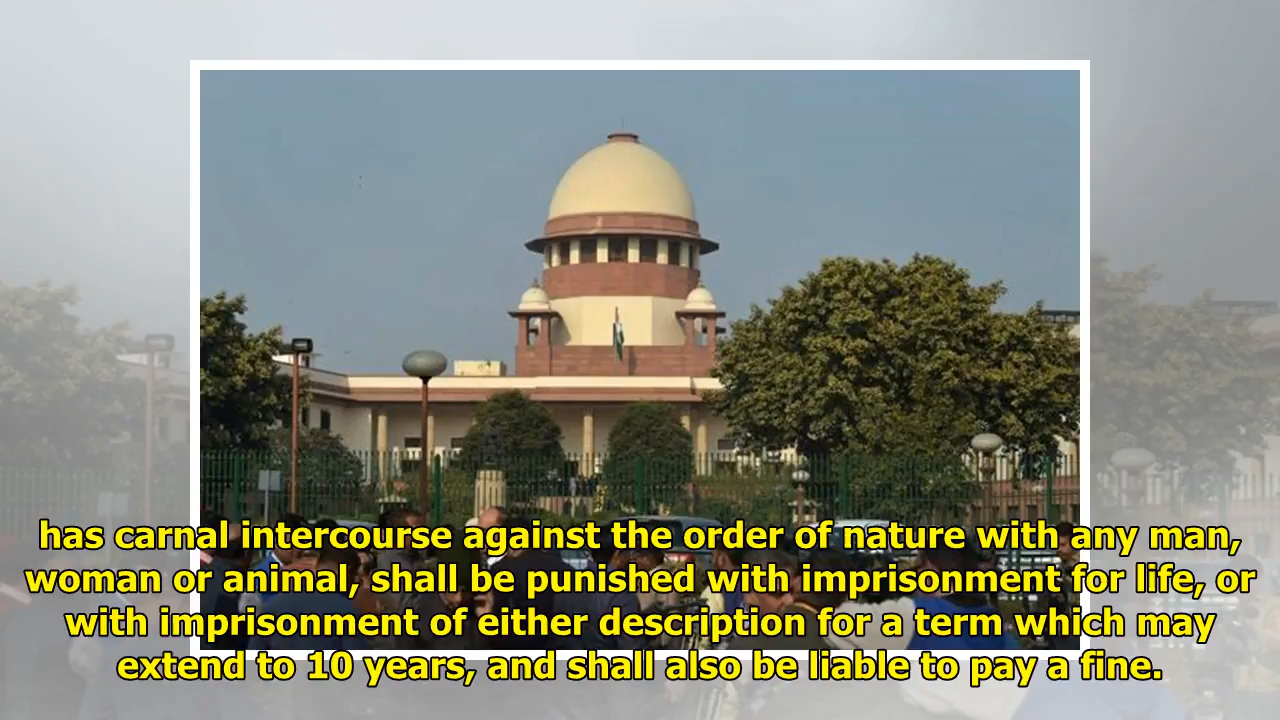 has carnal intercourse against the order of nature with any man,
woman or animal, shall be punished with imprisonment for life, or
with imprisonment of either description for a term which may
extend to 10 years, and shall also be liable to pay a fine.